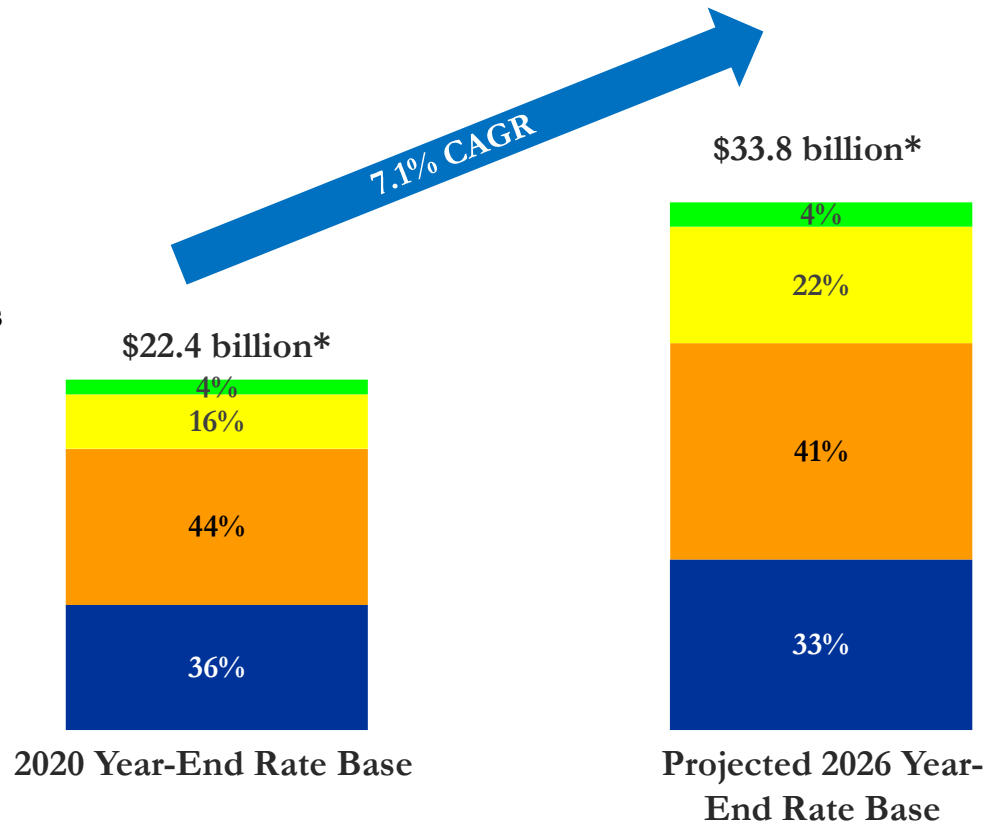 7.1% CAGR
$33.8 billion*
4%
22%
41%
33%
$22.4 billion*
4%
16%
44%
36%
2020 Year-End Rate Base
Projected 2026 Year-
End Rate Base